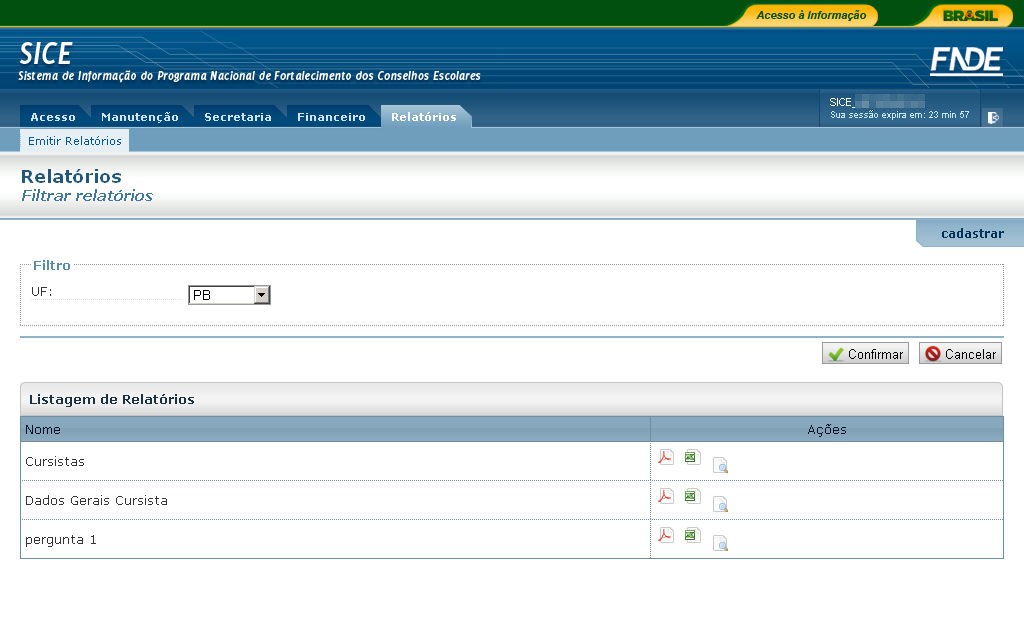 Acesso à Informação
BRASIL
SICE
Sistema de Informação do Programa Nacional de Fortalecimento dos Conselhos Escolares
FNDE
SICE_
Sua sessão expira em: 23 min 57
Acesso
Manutenção
Secretaria
Financeiro
Relatórios
Emitir Relatórios
Relatórios
Filtrar relatórios
cadastrar
Filtro
UF:
PB
Confirmar
Cancelar
Listagem de Relatórios
Nome
Ações
Cursistas
Dados Gerais Cursista
pergunta 1